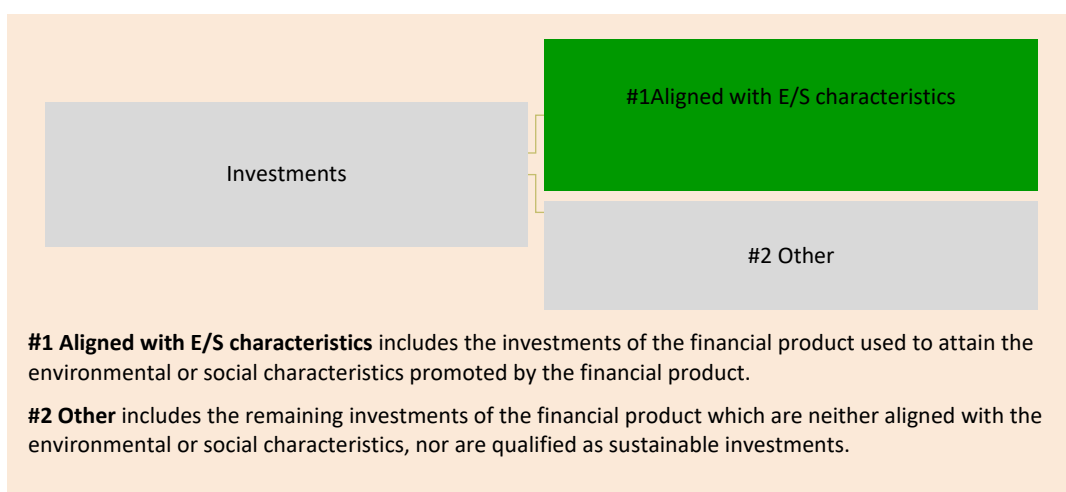 #1Aligned with E/S characteristics
Investments
#2 Other
#1 Aligned with E/S characteristics includes the investments of the financial product used to attain the
environmental or social characteristics promoted by the financial product.
#2 Other includes the remaining investments of the financial product which are neither aligned with the
environmental or social characteristics, nor are qualified as sustainable investments.